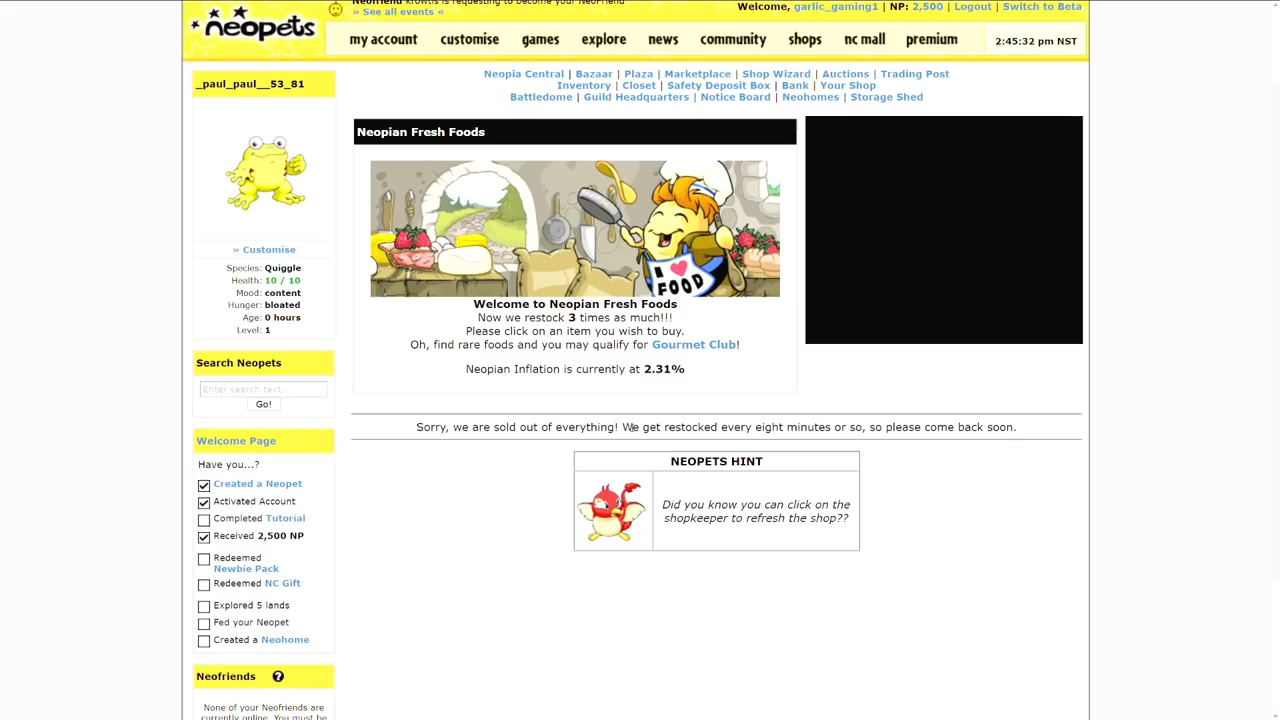 Neofriend krowtis is requesting to become your NeoFriend
» See all events «
Welcome, garlic_gaming1 | NP: 2,500 | Logout | Switch to Beta
neopets
my account
customise
games
explore
news
community
shops
nc mall
premium
2:45:32 pm NST
_paul_paul__53_81
Neopia Central | Bazaar | Plaza | Marketplace | Shop Wizard | Auctions | Trading Post
Inventory | Closet | Safety Deposit Box | Bank | Your Shop
Battledome | Guild Headquarters | Notice Board | Neohomes | Storage Shed
» Customise
Species: Quiggle
Health: 10 / 10
Mood: content
Hunger: bloated
Age: 0 hours
Level: 1
Search Neopets
Enter search text...
Go!
Welcome Page
Have you...?
Created a Neopet
Activated Account
Completed Tutorial
Received 2,500 NP
Redeemed
Newbie Pack
Redeemed NC Gift
Explored 5 lands
Fed your Neopet
Created a Neohome
Neofriends ?
None of your Neofriends are
currently online. You must be
Neopian Fresh Foods
I FOOD
Welcome to Neopian Fresh Foods
Now we restock 3 times as much!!!
Please click on an item you wish to buy.
Oh, find rare foods and you may qualify for Gourmet Club!
Neopian Inflation is currently at 2.31%
Sorry, we are sold out of everything! We get restocked every eight minutes or so, so please come back soon.
NEOPETS HINT
Did you know you can click on the
shopkeeper to refresh the shop??